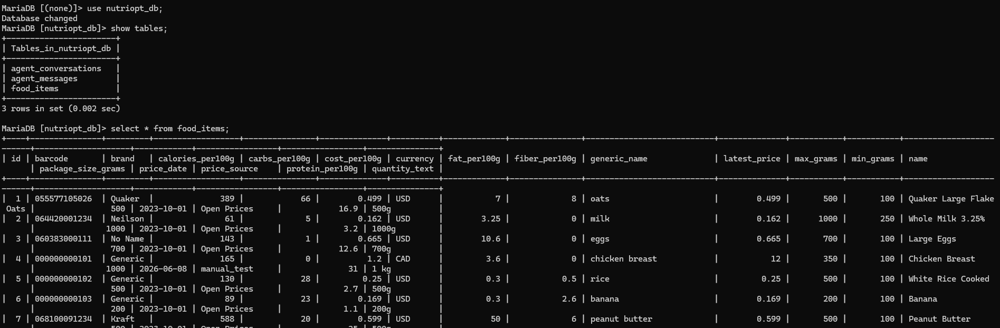 MariaDB [(none)]> use nutriopt_db;
Database changed
MariaDB [nutriopt_db]> show tables;
+-----------------------+
| Tables_in_nutriopt_db |
+-----------------------+
| agent_conversations   |
| agent_messages        |
| food_items            |
+-----------------------+
3 rows in set (0.002 sec)

MariaDB [nutriopt_db]> select * from food_items;
| id | barcode | brand | calories_per100g | carbs_per100g | cost_per100g | currency | fat_per100g | fiber_per100g | generic_name | latest_price | max_grams | min_grams | name
| package_size_grams | price_date | price_source | protein_per100g | quantity_text |
| 1 | 055577105026 | Quaker | 389 | 66 | 0.499 | USD | 7 | 8 | oats | 0.499 | 500 | 100 | Quaker Large Flake
Oats | 500 | 2023-10-01 | Open Prices | 16.9 | 500g |
| 2 | 064420001234 | Neilson | 61 | 5 | 0.162 | USD | 3.25 | 0 | milk | 0.162 | 1000 | 250 | Whole Milk 3.25%
| 1000 | 2023-10-01 | Open Prices | 3.2 | 1000g |
| 3 | 060383000111 | No Name | 143 | 1 | 0.665 | USD | 10.6 | 0 | eggs | 0.665 | 700 | 100 | Large Eggs
| 700 | 2023-10-01 | Open Prices | 12.6 | 700g |
| 4 | 000000000101 | Generic | 165 | 0 | 1.2 | CAD | 3.6 | 0 | chicken breast | 12 | 350 | 100 | Chicken Breast
| 1000 | 2026-06-08 | manual_test | 31 | 1 kg |
| 5 | 000000000102 | Generic | 130 | 28 | 0.25 | USD | 0.3 | 0.5 | rice | 0.25 | 500 | 100 | White Rice Cooked
| 500 | 2023-10-01 | Open Prices | 2.7 | 500g |
| 6 | 000000000103 | Generic | 89 | 23 | 0.169 | USD | 0.3 | 2.6 | banana | 0.169 | 200 | 100 | Banana
| 200 | 2023-10-01 | Open Prices | 1.1 | 200g |
| 7 | 068100091234 | Kraft | 588 | 20 | 0.599 | USD | 50 | 6 | peanut butter | 0.599 | 500 | 100 | Peanut Butter
| 500 | 2023-10-01 | Open Prices | 25 | 500g |